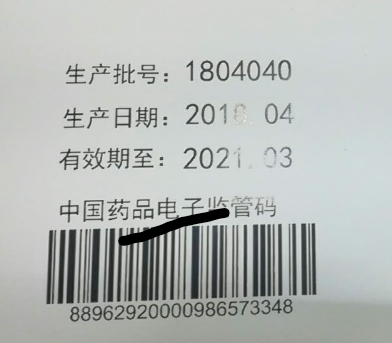 生产批号：1804040
生产日期：2018.04
有效期至：2021.03
中国药品电子监管码
88962920000986573348